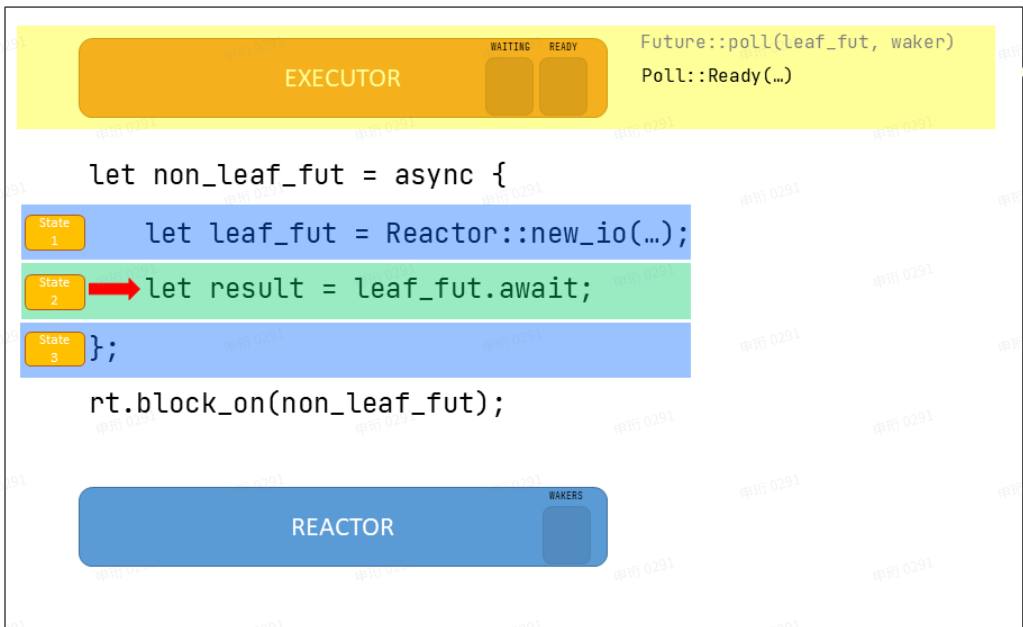 WAITING READY
EXECUTOR
Future::poll(leaf_fut, waker)
Poll::Ready(…)
let non_leaf_fut = async {
State 1
let leaf_fut = Reactor::new_io(…);
State 2
let result = leaf_fut.await;
State 3
};
rt.block_on(non_leaf_fut);
WAKERS
REACTOR